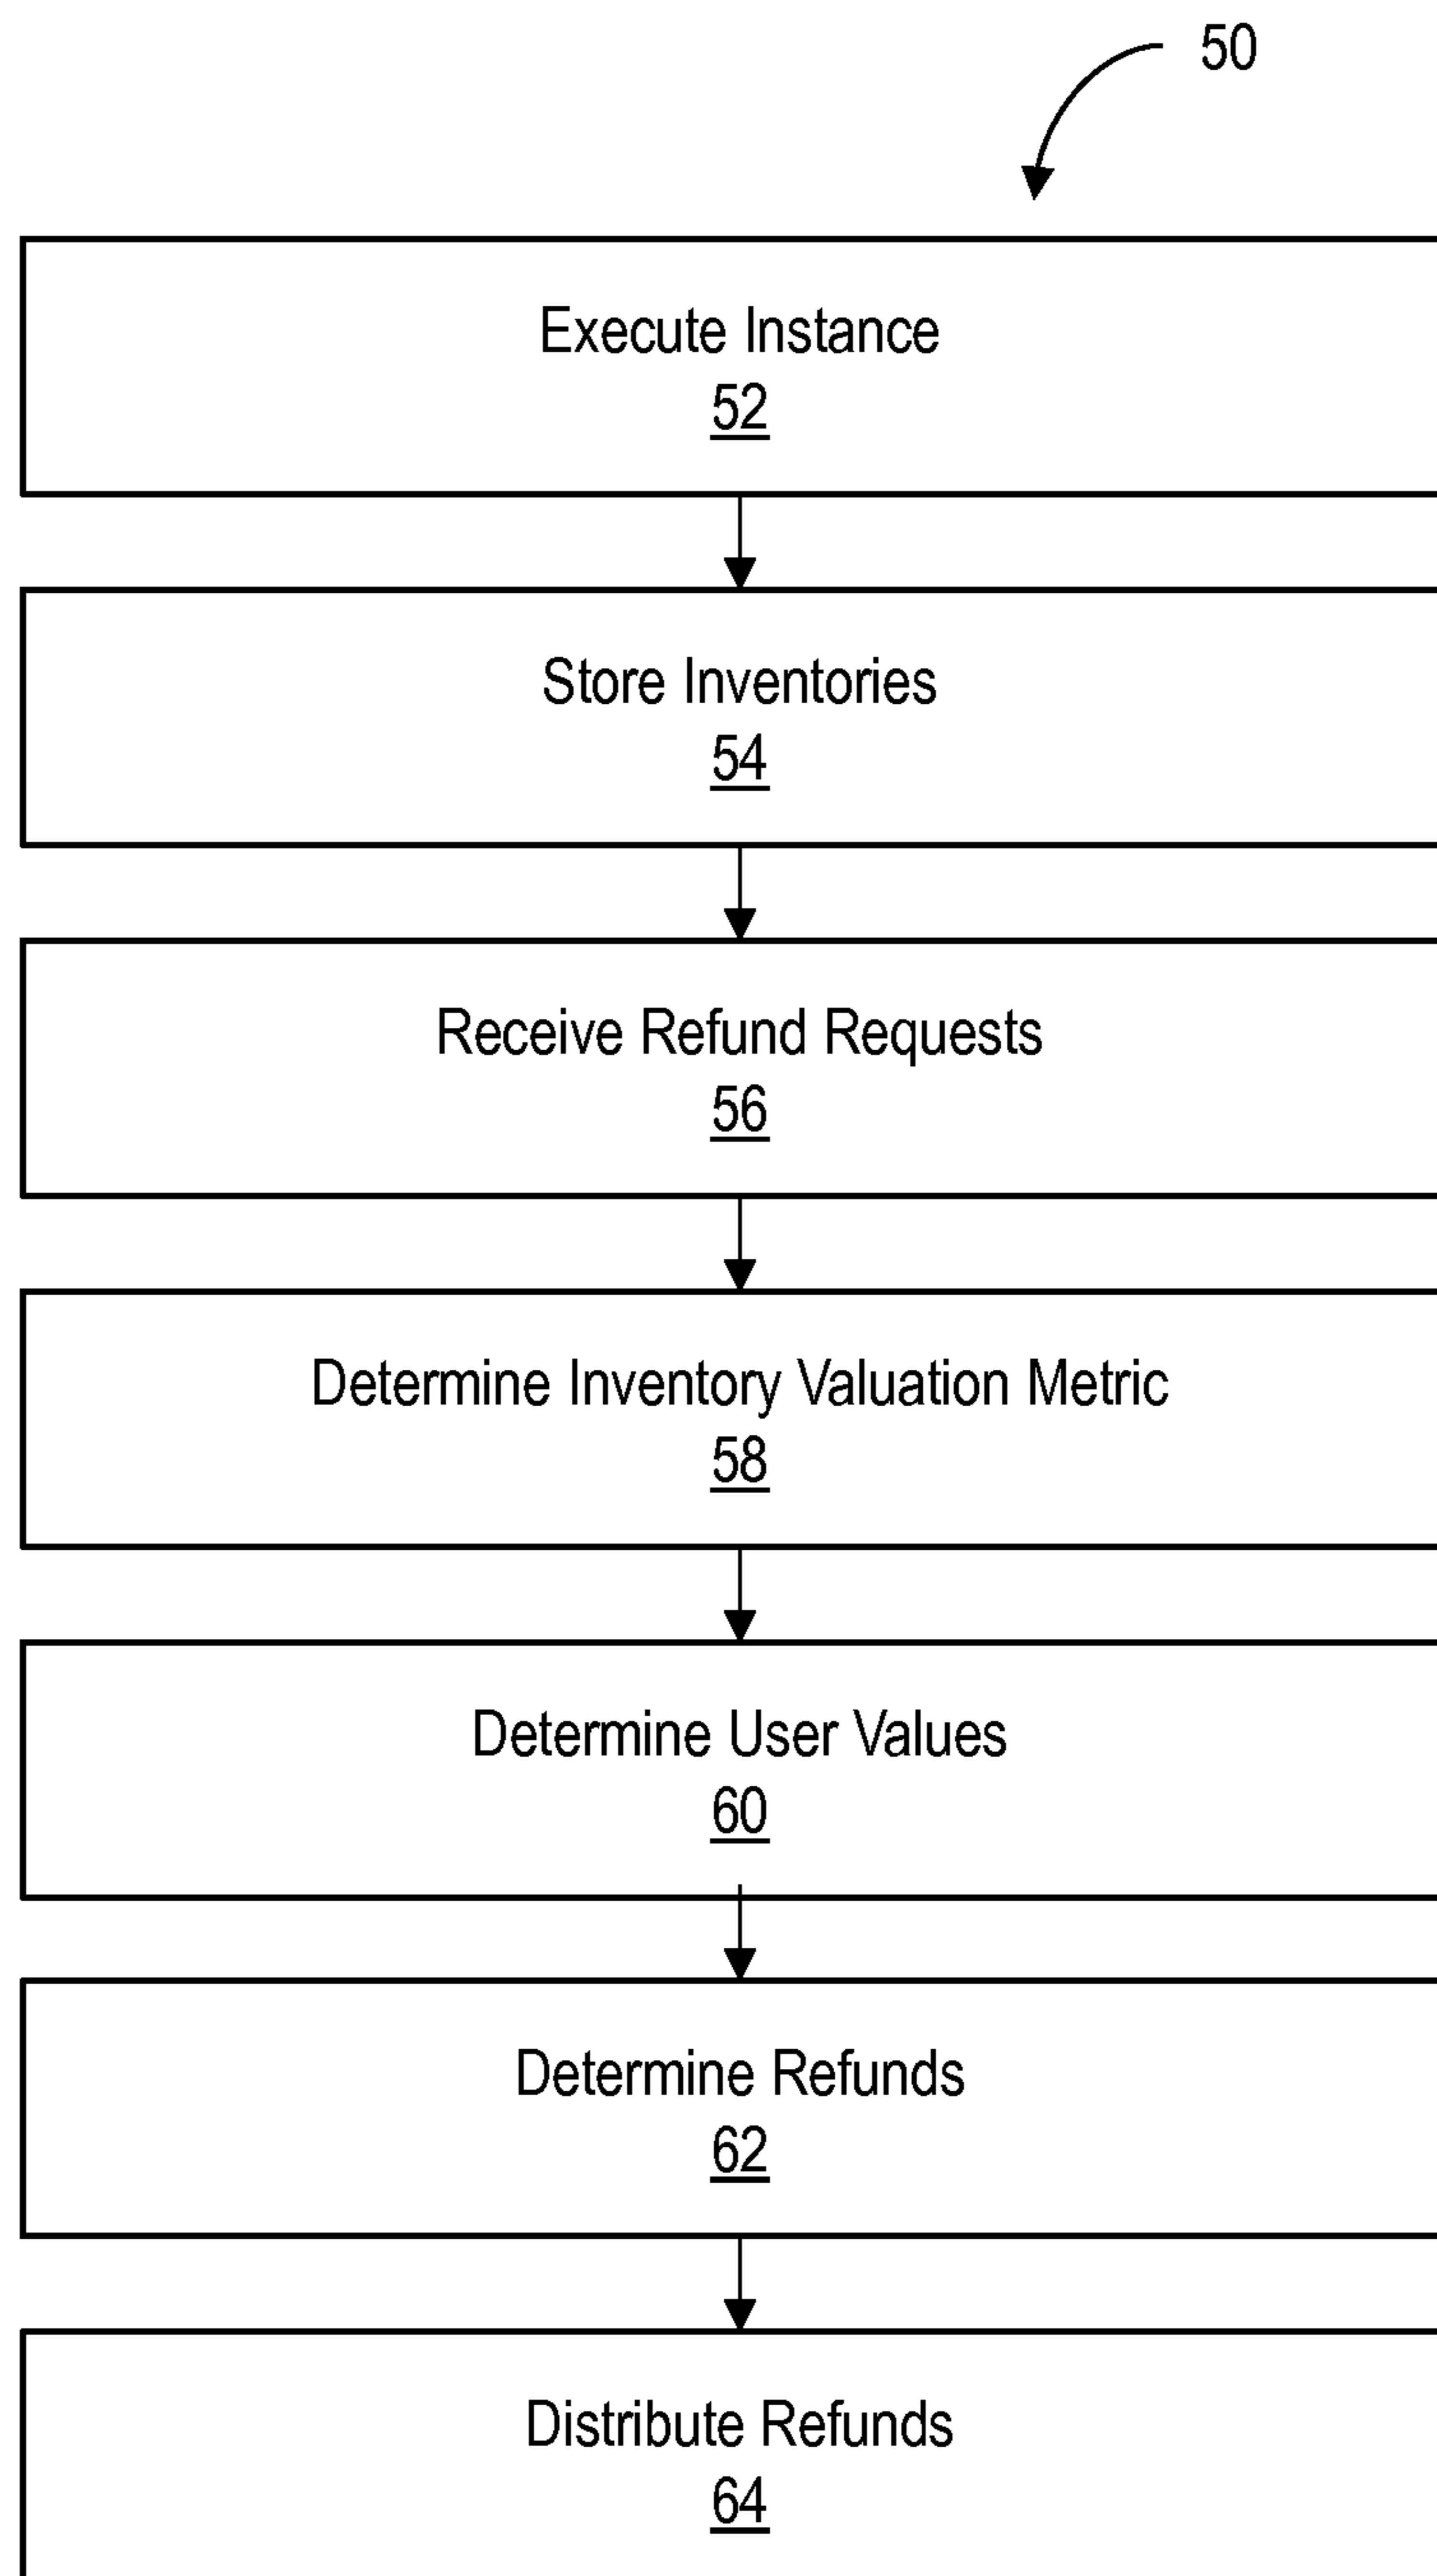 50
Execute Instance
52
Store Inventories
54
Receive Refund Requests
56
Determine Inventory Valuation Metric
58
Determine User Values
60
Determine Refunds
62
Distribute Refunds
64